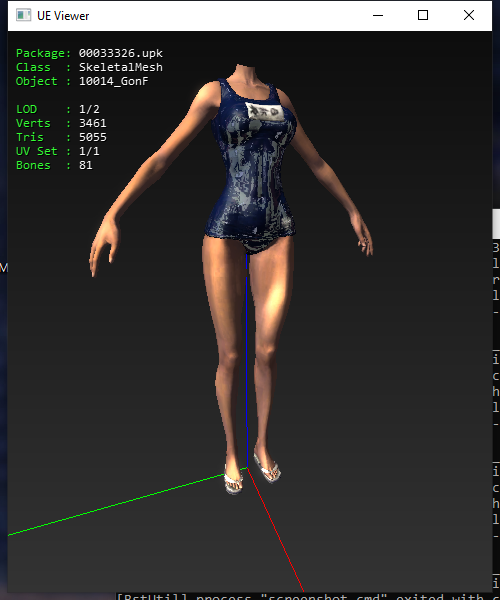 UE Viewer
Package: 00033326.upk
Class : SkeletalMesh
Object : 10014_GonF
LOD : 1/2
Verts : 3461
Tris : 5055
UV Set : 1/1
Bones : 81
[BstUtil] process "screenshot.cmd" exited with c